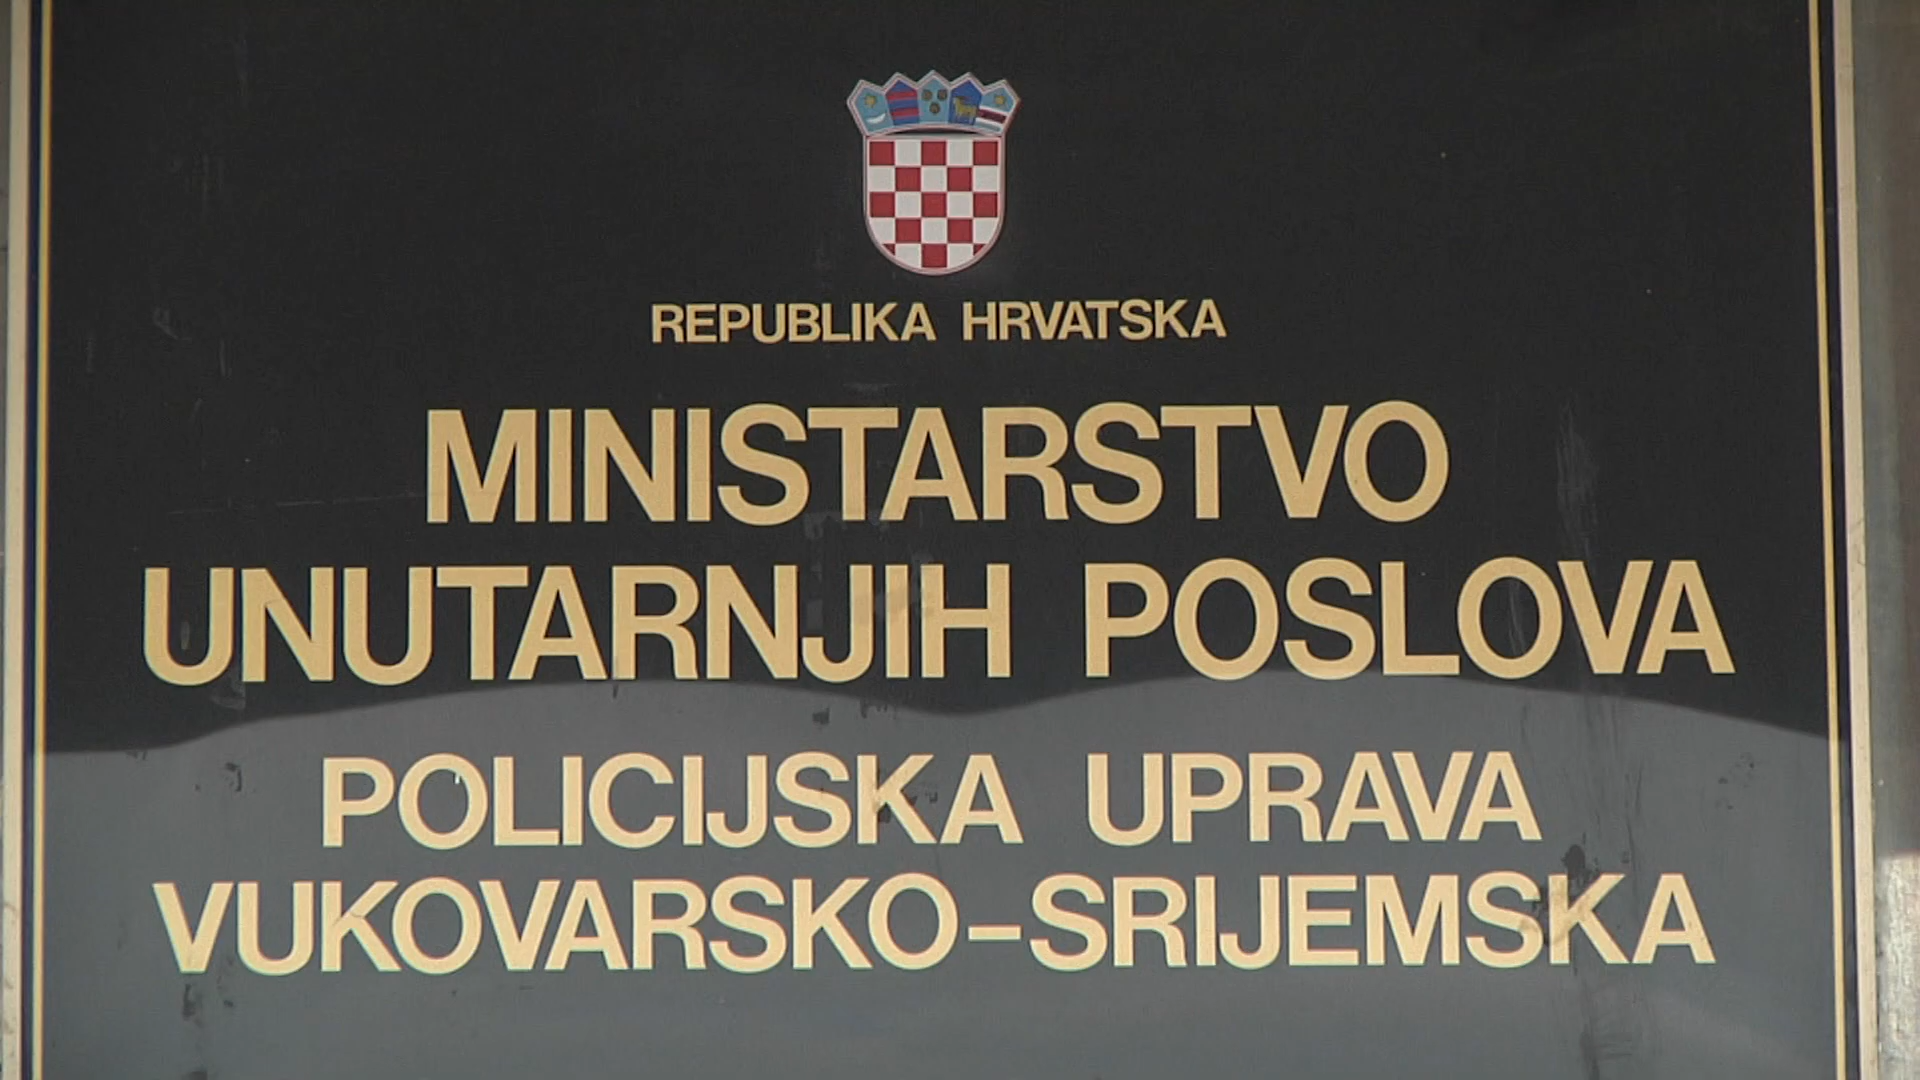 REPUBLIKA HRVATSKA
MINISTARSTVO
UNUTARNJIH POSLOVA
POLICIJSKA UPRAVA
VUKOVARSKO-SRIJEMSKA